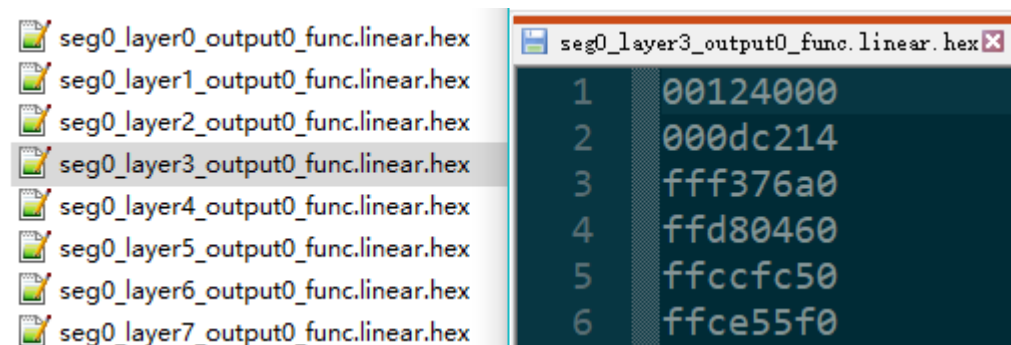 seg0_layer0_output0_func.linear.hex
seg0_layer1_output0_func.linear.hex
seg0_layer2_output0_func.linear.hex
seg0_layer3_output0_func.linear.hex
seg0_layer4_output0_func.linear.hex
seg0_layer5_output0_func.linear.hex
seg0_layer6_output0_func.linear.hex
seg0_layer7_output0_func.linear.hex
seg0_layer3_output0_func.linear.hex
1 00124000
2 000dc214
3 fff376a0
4 ffd80460
5 ffccfc50
6 ffce55f0